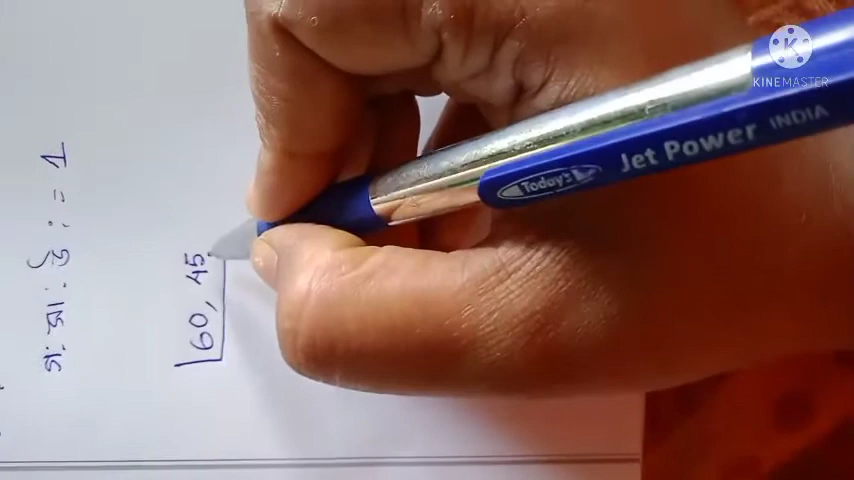 গ: সা: গু: = 1
60, 45
Today's Jet Power INDIA
K
KINEMASTER